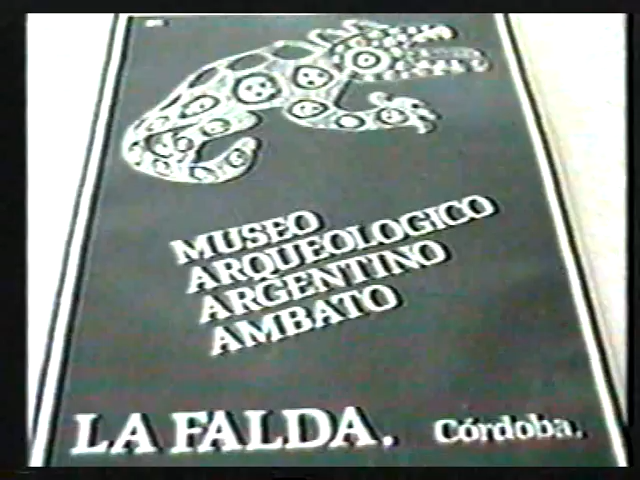 MUSEO
ARQUEOLOGICO
ARGENTINO
AMBATO
LA FALDA. Córdoba.